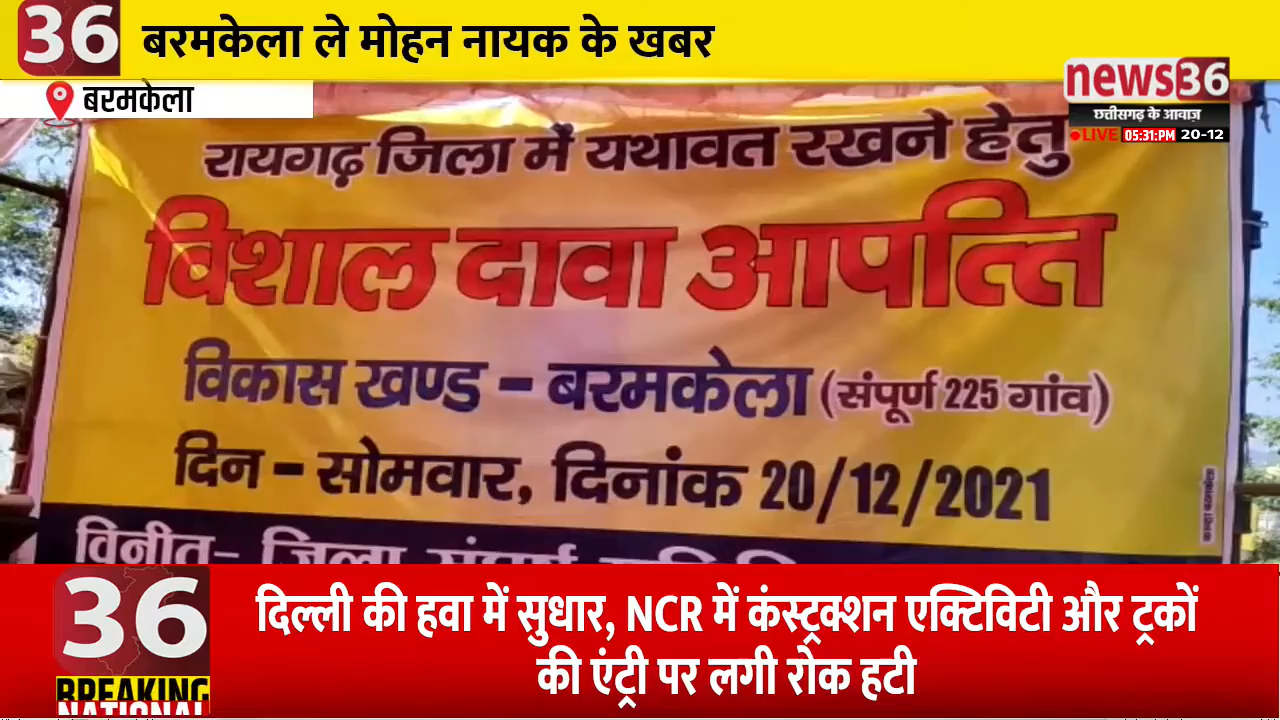 36
बरमकेला ले मोहन नायक के खबर
बरमकेला
news36
छत्तीसगढ़ के आवाज़
LIVE 05:31:PM 20-12
रायगढ़ जिला में यथावत रखने हेतु
विशाल दावा आपत्ति
विकास खण्ड - बरमकेला (संपूर्ण 225 गांव)
दिन - सोमवार, दिनांक 20/12/2021
विनीत- जिला संघर्ष
36
BREAKING
NATIONAL
दिल्ली की हवा में सुधार, NCR में कंस्ट्रक्शन एक्टिविटी और ट्रकों
की एंट्री पर लगी रोक हटी